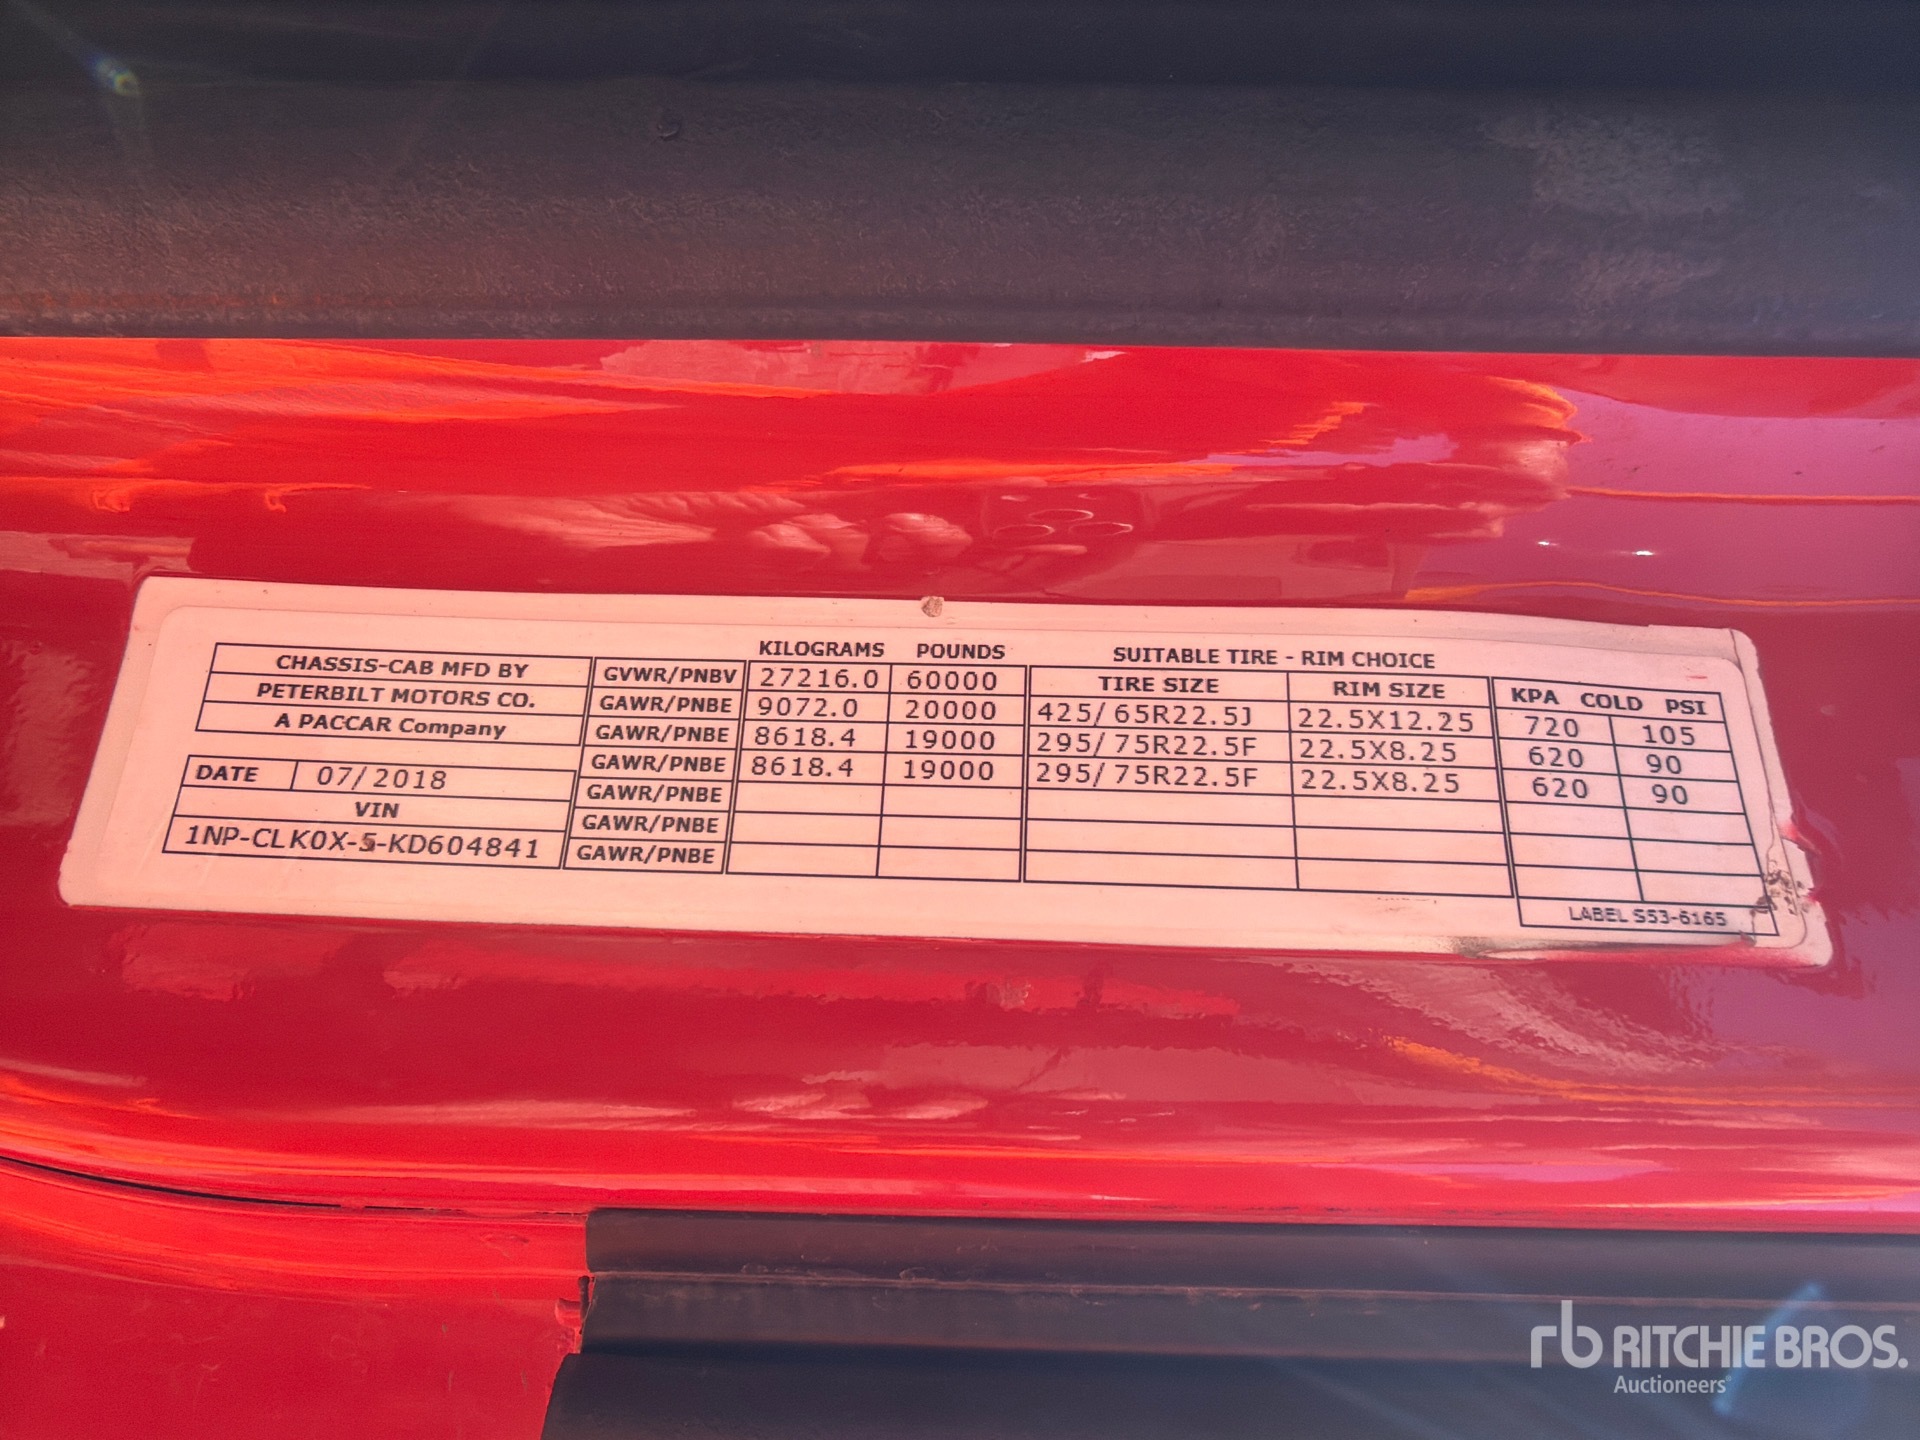 KILOGRAMS POUNDS SUITABLE TIRE - RIM CHOICE
CHASSIS-CAB MFD BY
PETERBILT MOTORS CO.
A PACCAR Company
DATE 07/2018
VIN
1NP-CLK0X-5-KD604841
TIRE SIZE RIM SIZE KPA COLD PSI
GVWR/PNBV 27216.0 60000
GAWR/PNBE 9072.0 20000 425/65R22.5J 22.5X12.25 720 105
GAWR/PNBE 8618.4 19000 295/75R22.5F 22.5X8.25 620 90
GAWR/PNBE 8618.4 19000 295/75R22.5F 22.5X8.25 620 90
GAWR/PNBE
GAWR/PNBE
GAWR/PNBE
LABEL S53-6165
rb RITCHIE BROS.
Auctioneers